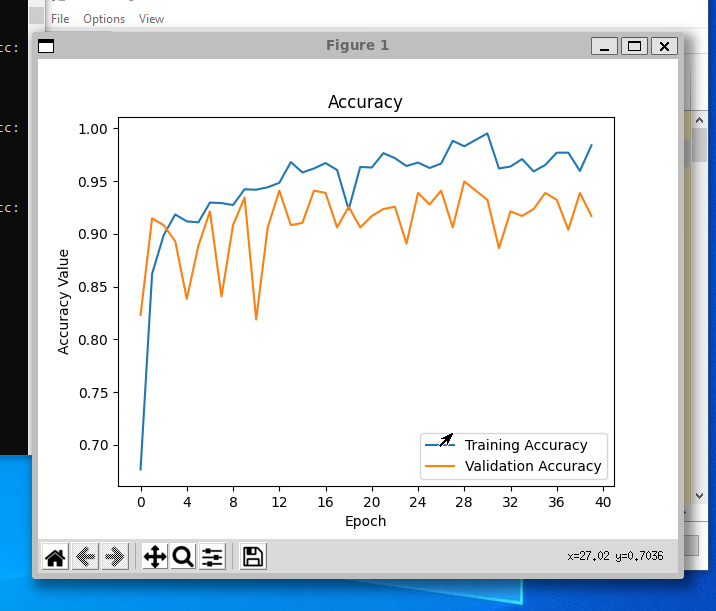 File Options View
cc:
Figure 1
cc:
cc:
Accuracy
1.00
0.95
0.90
0.85
0.80
0.75
0.70
Accuracy Value
Training Accuracy
Validation Accuracy
0 4 8 12 16 20 24 28 32 36 40
Epoch
x=27.02 y=0.7036